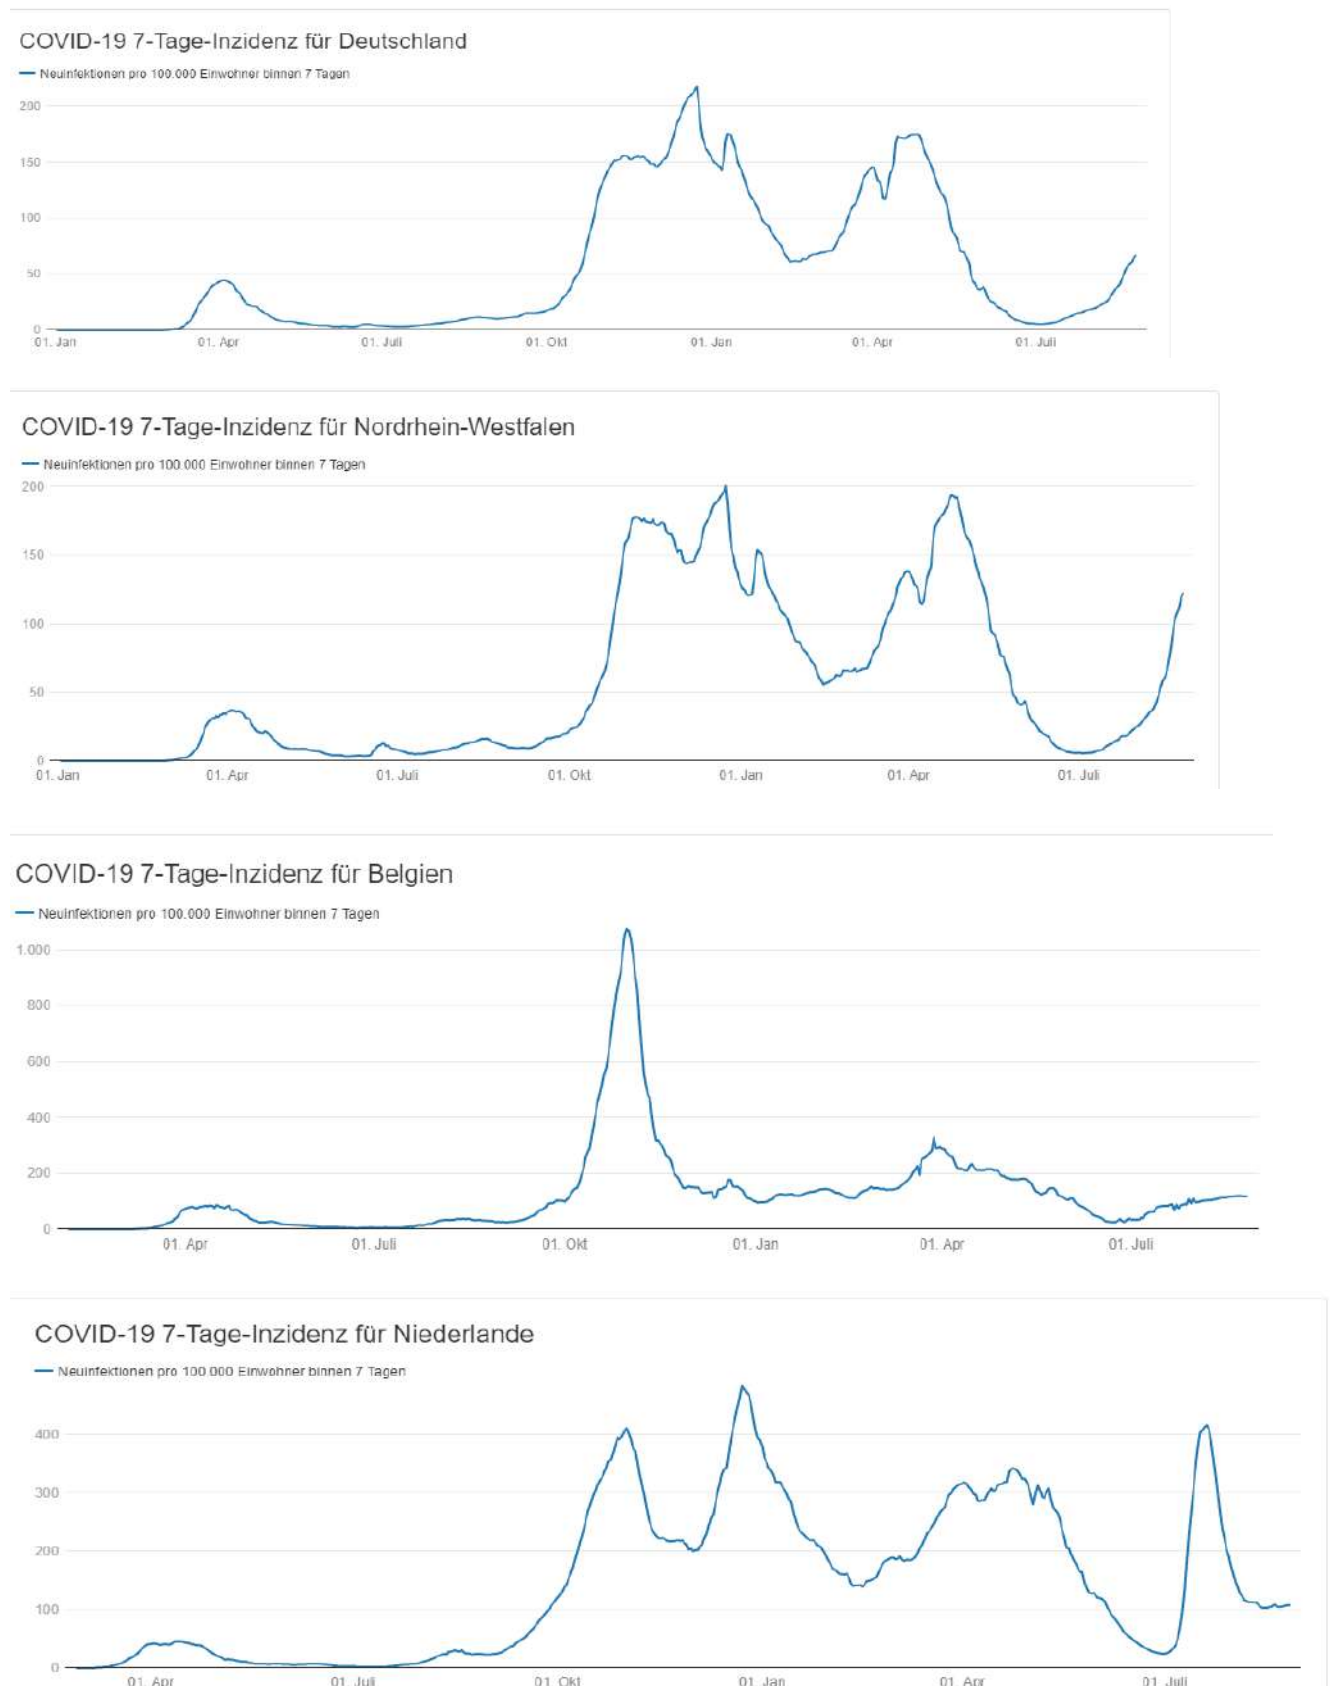 COVID-19 7-Tage-Inzidenz für Deutschland
Neuinfektionen pro 100.000 Einwohner binnen 7 Tagen
200
150
100
50
0
01. Jan 01. Apr 01. Juli 01. Okt 01. Jan 01. Apr 01. Juli
COVID-19 7-Tage-Inzidenz für Nordrhein-Westfalen
Neuinfektionen pro 100.000 Einwohner binnen 7 Tagen
200
150
100
50
0
01. Jan 01. Apr 01. Juli 01. Okt 01. Jan 01. Apr 01. Juli
COVID-19 7-Tage-Inzidenz für Belgien
Neuinfektionen pro 100.000 Einwohner binnen 7 Tagen
1.000
800
600
400
200
0
01. Apr 01. Juli 01. Okt 01. Jan 01. Apr 01. Juli
COVID-19 7-Tage-Inzidenz für Niederlande
Neuinfektionen pro 100.000 Einwohner binnen 7 Tagen
400
300
200
100
0
01. Apr 01. Juli 01. Okt 01. Jan 01. Apr 01. Juli